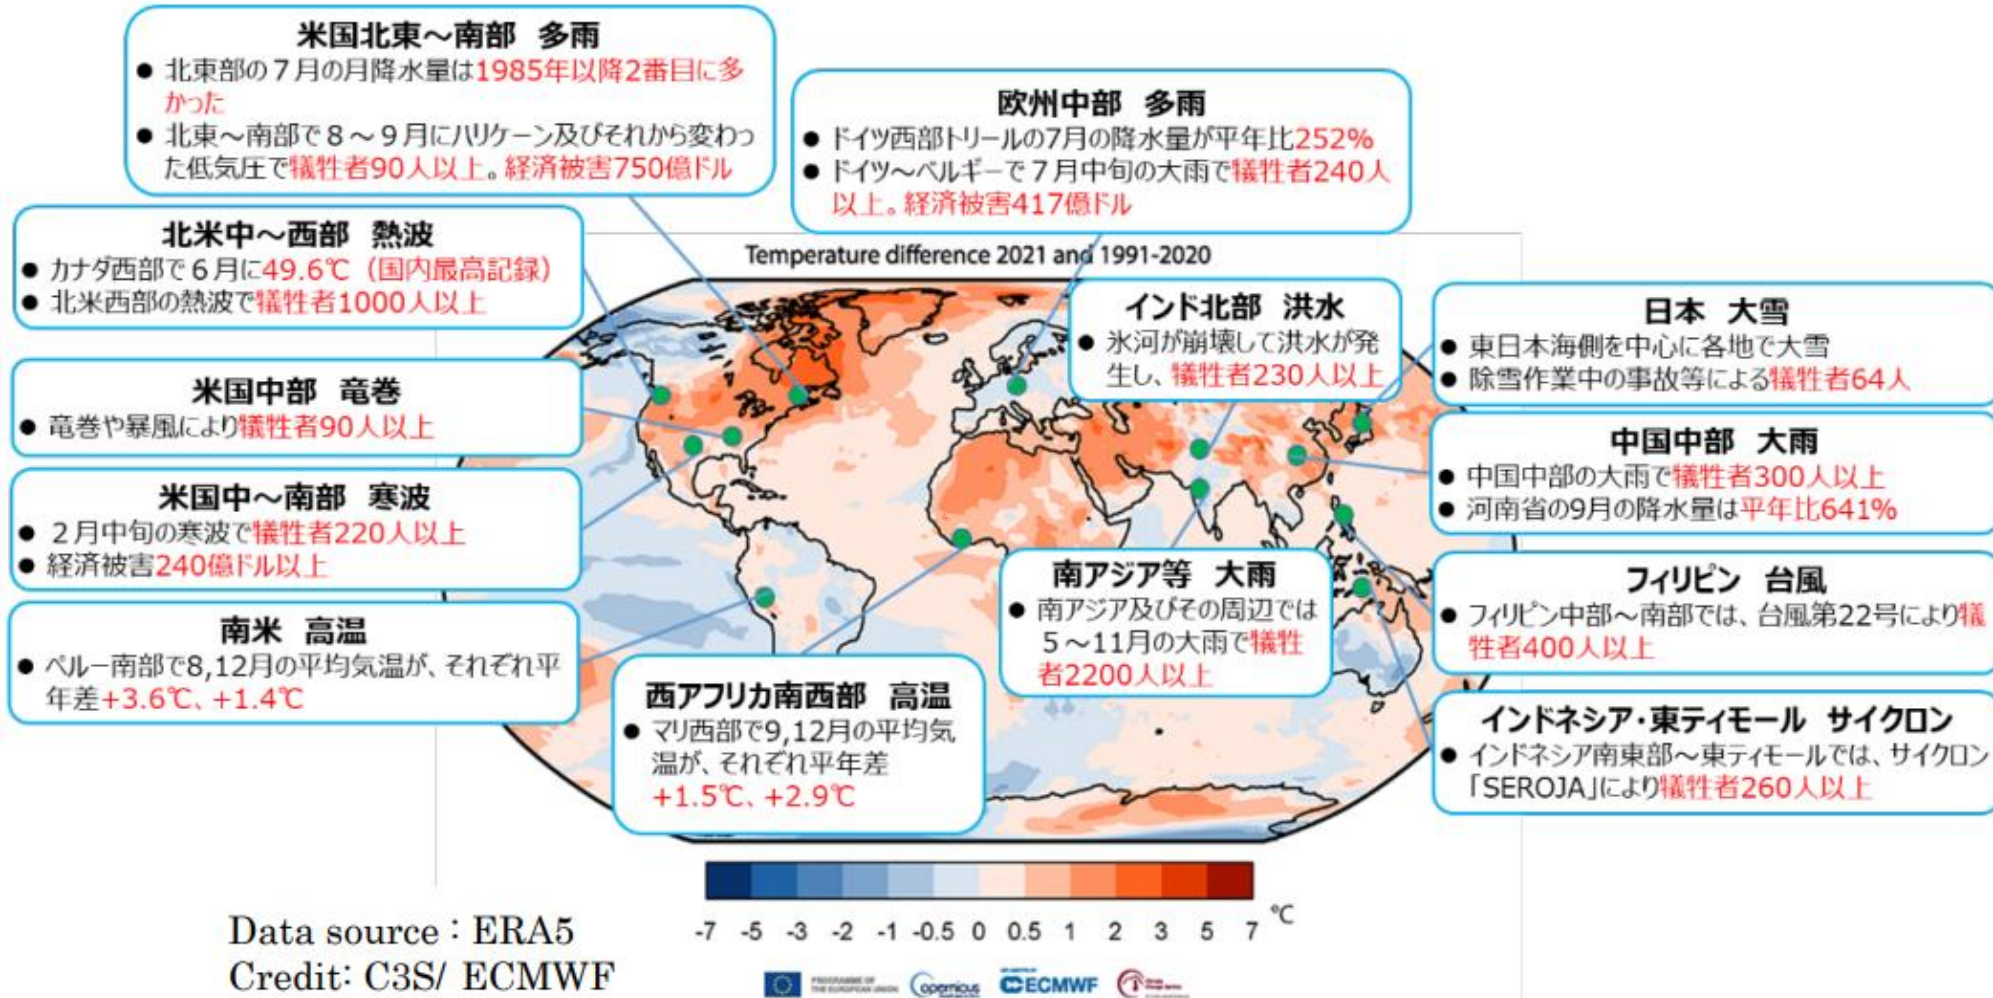 米国北東～南部 多雨
● 北東部の７月の月降水量は1985年以降2番目に多
かった
● 北東～南部で８～９月にハリケーン及びそれから変わっ
た低気圧で犠牲者90人以上。経済被害750億ドル
欧州中部 多雨
● ドイツ西部トリールの7月の降水量が平年比252%
● ドイツ～ベルギーで７月中旬の大雨で犠牲者240人
以上。経済被害417億ドル
北米中～西部 熱波
● カナダ西部で６月に49.6℃（国内最高記録）
● 北米西部の熱波で犠牲者1000人以上
Temperature difference 2021 and 1991-2020
インド北部 洪水
● 氷河が崩壊して洪水が発
生し、犠牲者230人以上
日本 大雪
● 東日本海側を中心に各地で大雪
● 除雪作業中の事故等による犠牲者64人
米国中部 竜巻
● 竜巻や暴風により犠牲者90人以上
中国中部 大雨
● 中国中部の大雨で犠牲者300人以上
● 河南省の9月の降水量は平年比641%
米国中～南部 寒波
● ２月中旬の寒波で犠牲者220人以上
● 経済被害240億ドル以上
南アジア等 大雨
● 南アジア及びその周辺では
５～11月の大雨で犠牲
者2200人以上
フィリピン 台風
● フィリピン中部～南部では、台風第22号により犠
牲者400人以上
南米 高温
● ペルー南部で8,12月の平均気温が、それぞれ平
年差+3.6℃、+1.4℃
西アフリカ南西部 高温
● マリ西部で9,12月の平均気
温が、それぞれ平年差
+1.5℃、+2.9℃
インドネシア・東ティモール サイクロン
● インドネシア南東部～東ティモールでは、サイクロン
「SEROJA」により犠牲者260人以上
-7 -5 -3 -2 -1 -0.5 0 0.5 1 2 3 5 7 ℃
Data source : ERA5
Credit: C3S/ ECMWF
PROGRAMME OF
THE EUROPEAN UNION
Copernicus
ECMWF